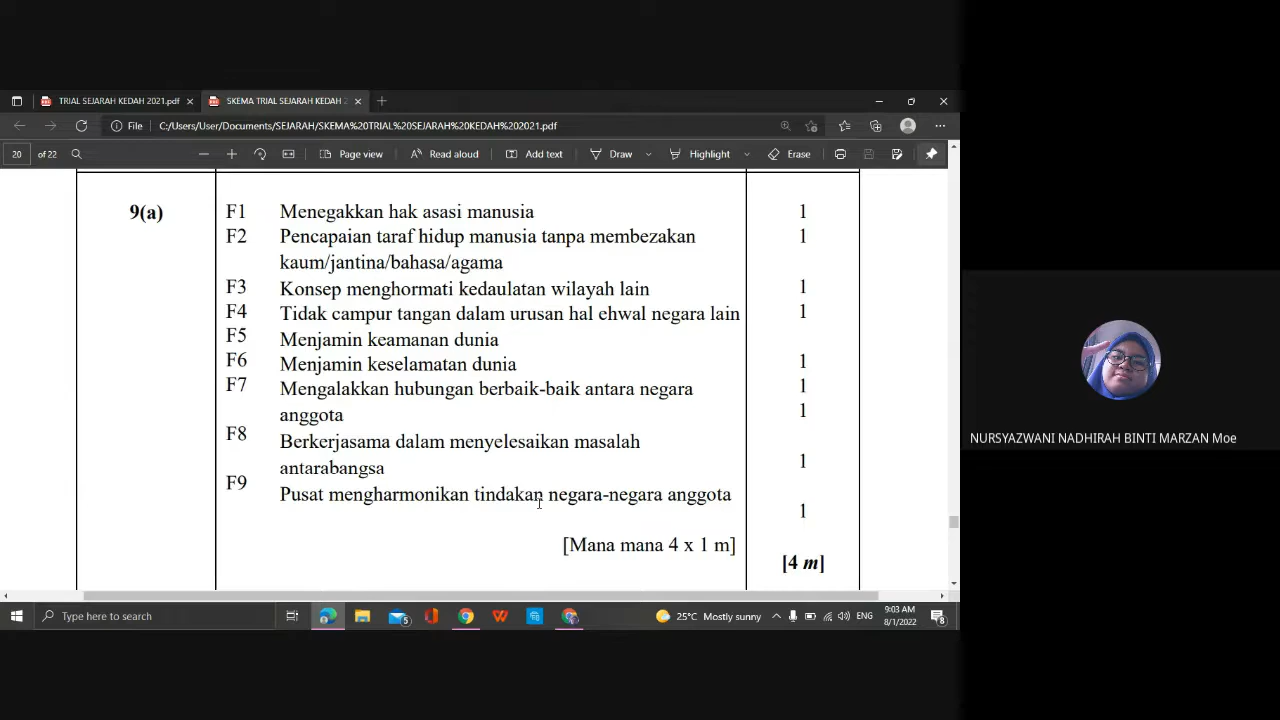 TRIAL SEJARAH KEDAH 2021.pdf
SKEMA TRIAL SEJARAH KEDAH 2
File
C:/Users/User/Documents/SEJARAH/SKEMA%20TRIAL%20SEJARAH%20KEDAH%202021.pdf
20 of 22
Page view
Read aloud
Add text
Draw
Highlight
Erase
9(a)
F1 Menegakkan hak asasi manusia 1
F2 Pencapaian taraf hidup manusia tanpa membezakan 1
kaum/jantina/bahasa/agama
F3 Konsep menghormati kedaulatan wilayah lain 1
F4 Tidak campur tangan dalam urusan hal ehwal negara lain 1
F5 Menjamin keamanan dunia
F6 Menjamin keselamatan dunia 1
F7 Mengalakkan hubungan berbaik-baik antara negara 1
anggota 1
F8 Berkerjasama dalam menyelesaikan masalah
antarabangsa 1
F9 Pusat mengharmonikan tindakan negara-negara anggota
1
[Mana mana 4 x 1 m]
[4 m]
NURSYAZWANI NADHIRAH BINTI MARZAN Moe
Type here to search
5
25°C Mostly sunny
ENG
9:03 AM
8/1/2022
8